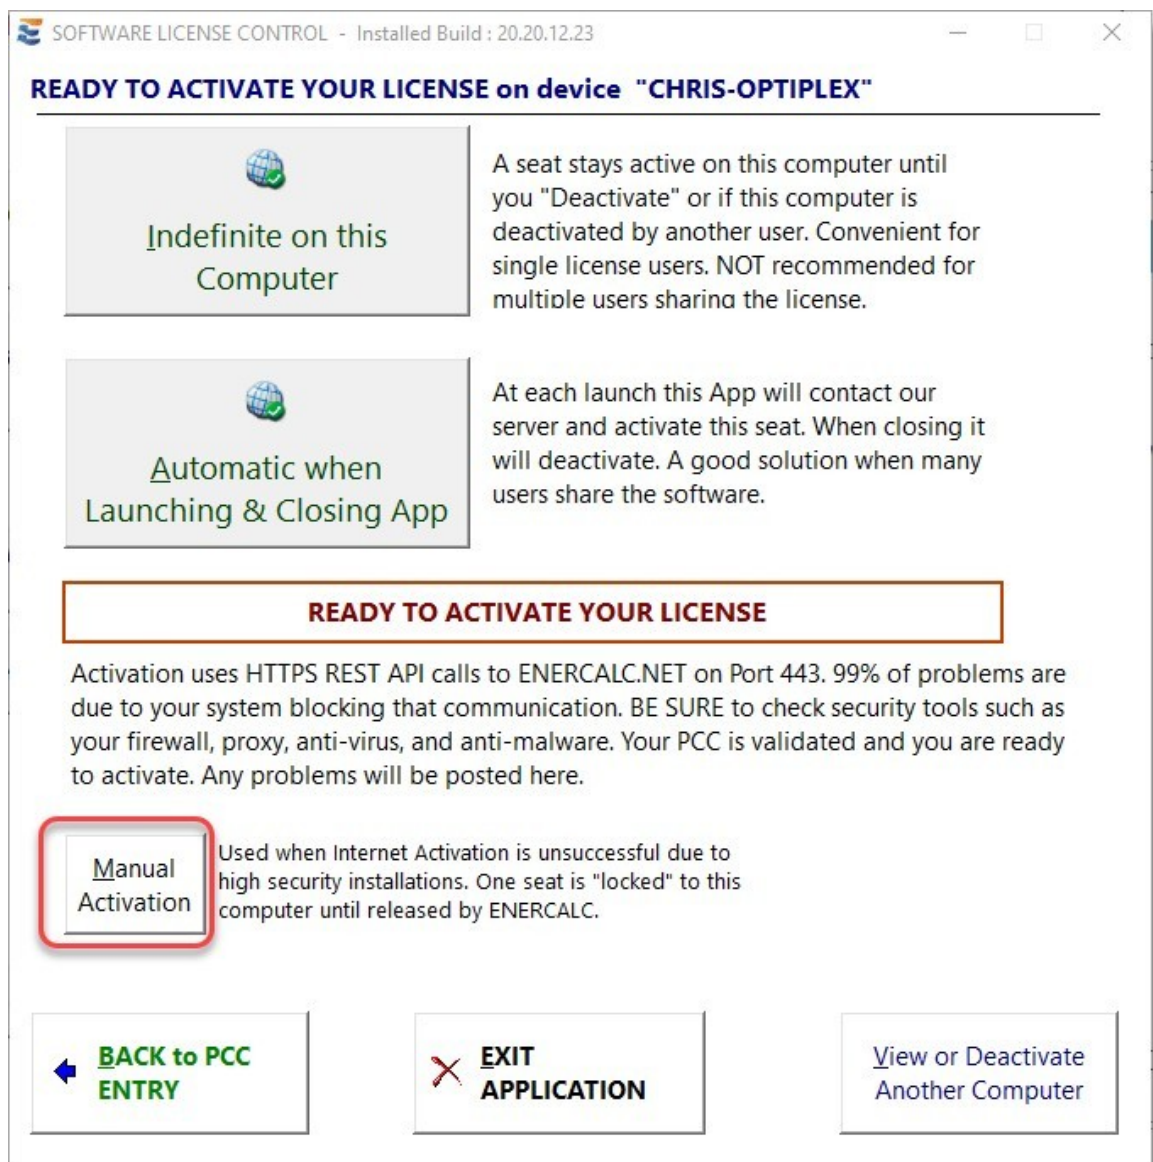 SOFTWARE LICENSE CONTROL - Installed Build : 20.20.12.23
READY TO ACTIVATE YOUR LICENSE on device "CHRIS-OPTIPLEX"
Indefinite on this
Computer
A seat stays active on this computer until
you "Deactivate" or if this computer is
deactivated by another user. Convenient for
single license users. NOT recommended for
multiple users sharing the license.
Automatic when
Launching & Closing App
At each launch this App will contact our
server and activate this seat. When closing it
will deactivate. A good solution when many
users share the software.
READY TO ACTIVATE YOUR LICENSE
Activation uses HTTPS REST API calls to ENERCALC.NET on Port 443. 99% of problems are
due to your system blocking that communication. BE SURE to check security tools such as
your firewall, proxy, anti-virus, and anti-malware. Your PCC is validated and you are ready
to activate. Any problems will be posted here.
Manual
Activation
Used when Internet Activation is unsuccessful due to
high security installations. One seat is "locked" to this
computer until released by ENERCALC.
BACK to PCC
ENTRY
EXIT
APPLICATION
View or Deactivate
Another Computer